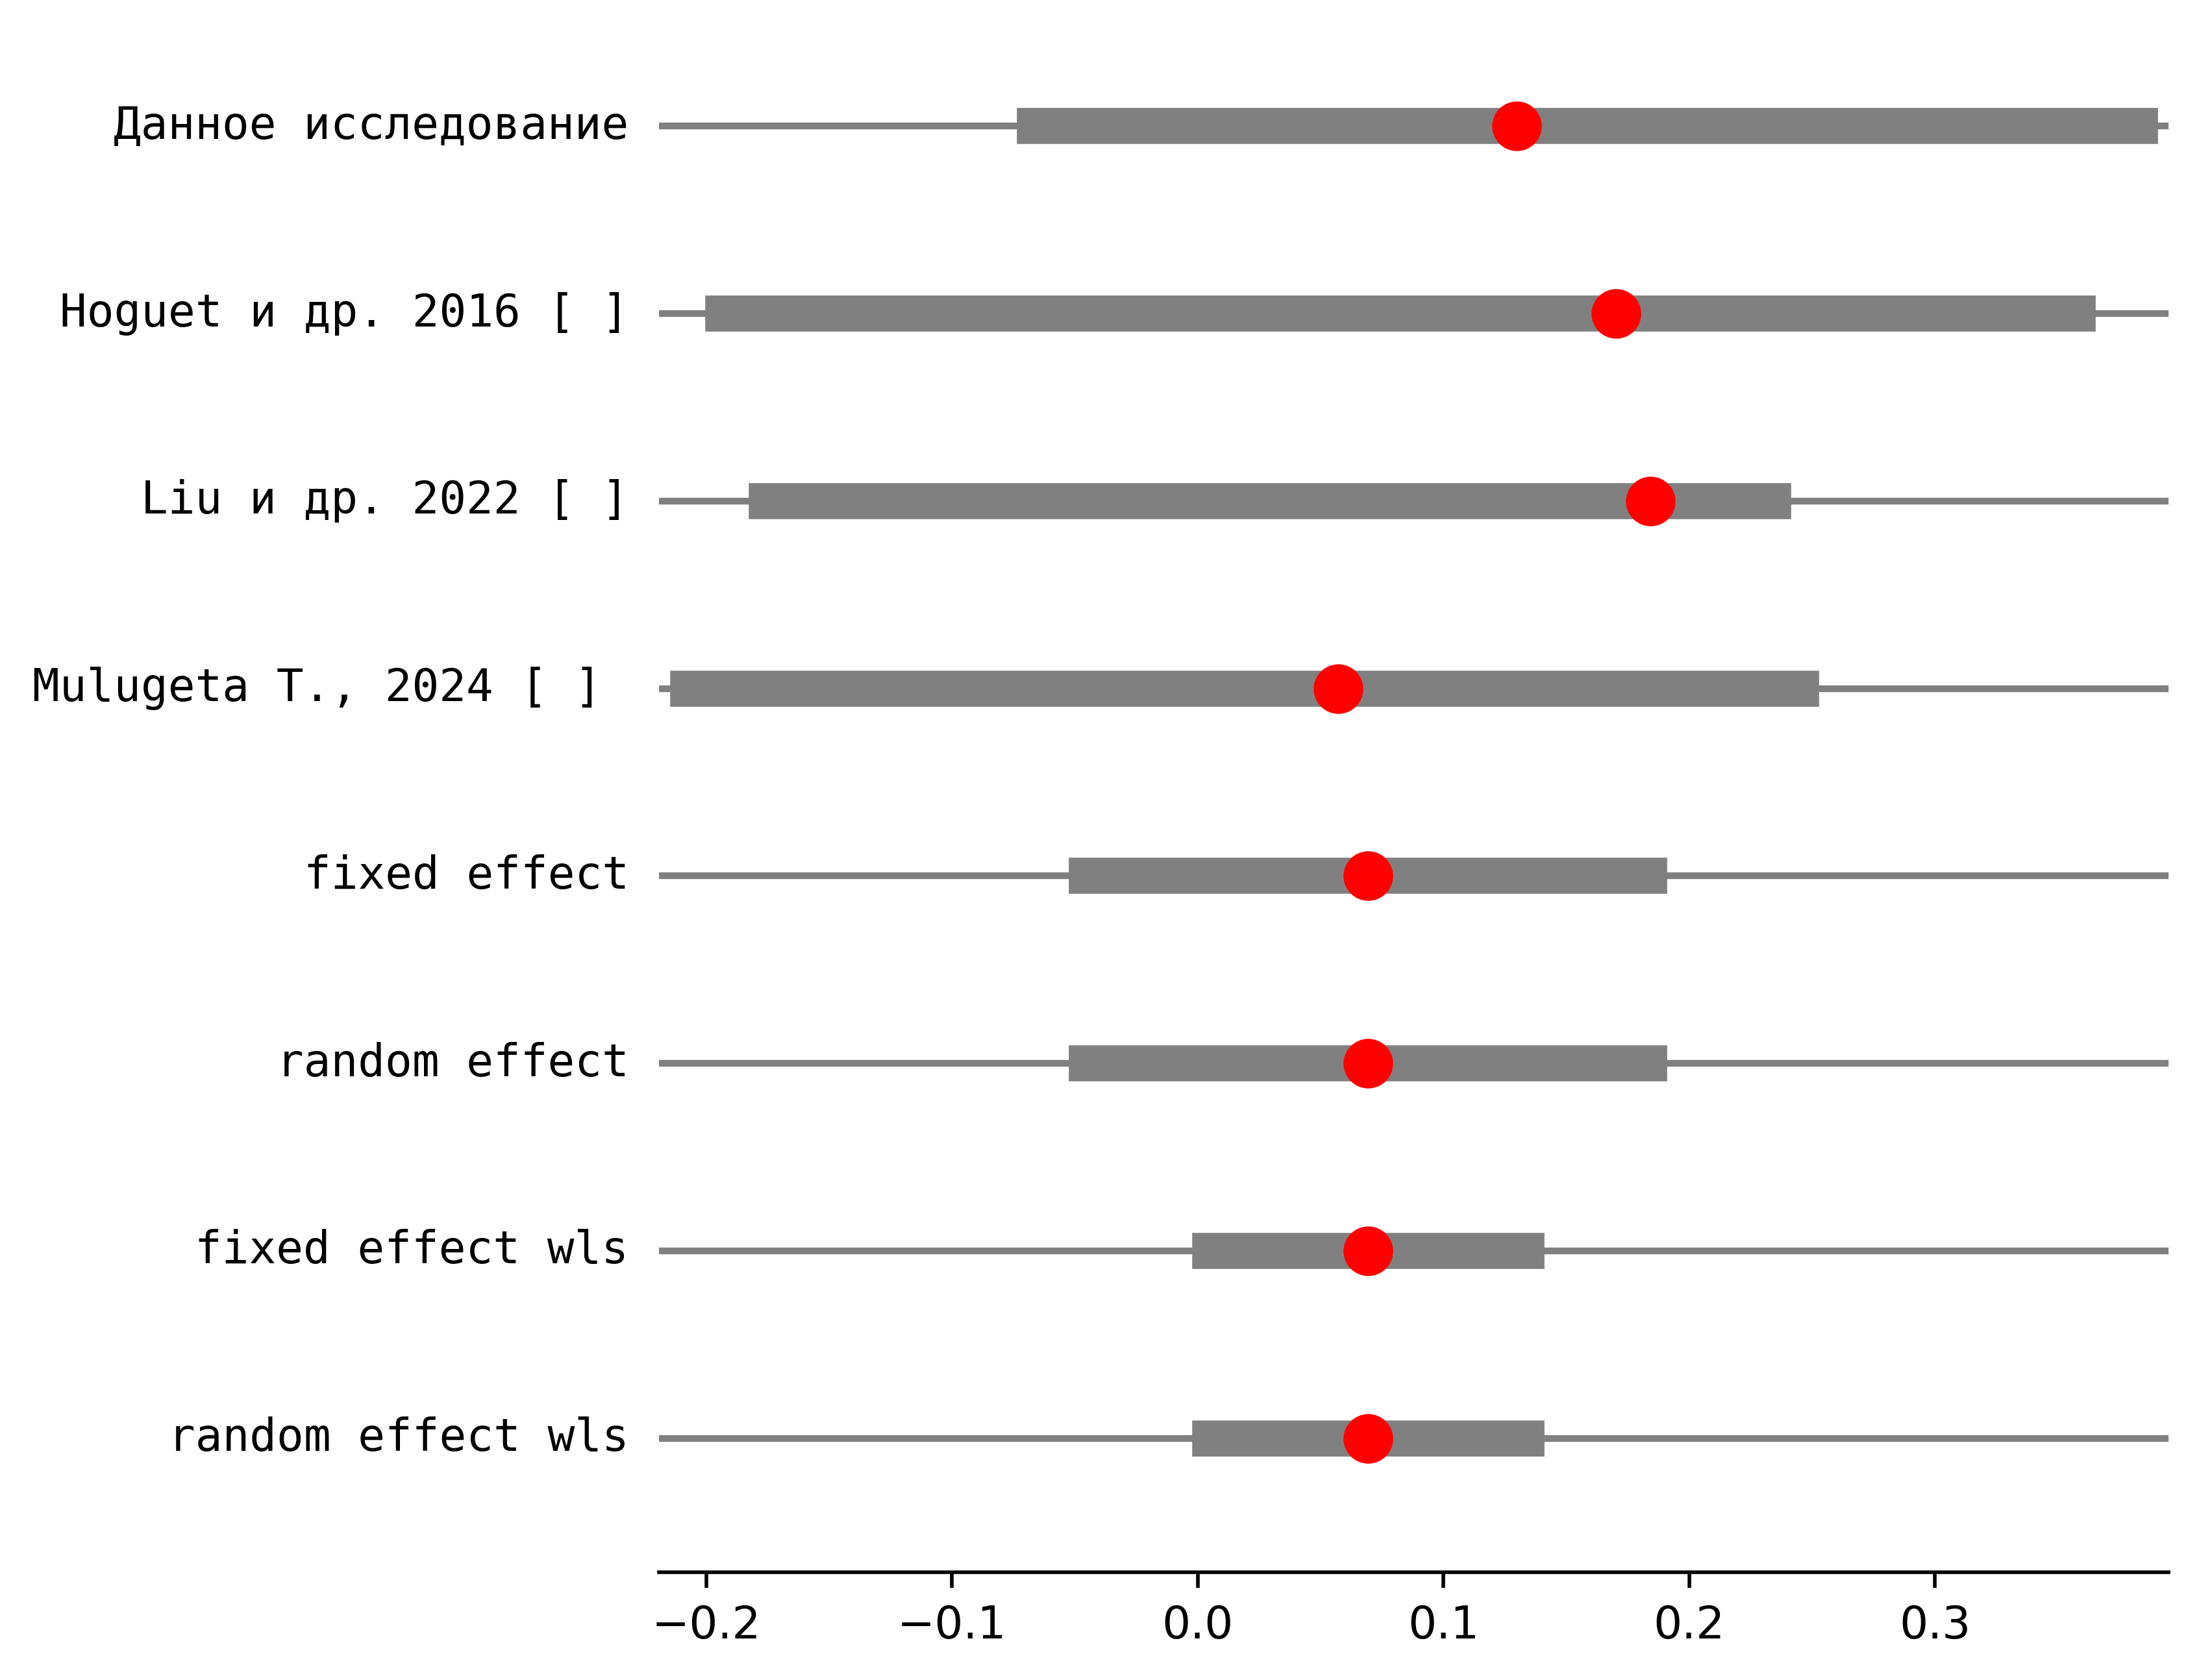 Данное исследование
Hoguet и др. 2016 [ ]
Liu и др. 2022 [ ]
Mulugeta T., 2024 [ ]
fixed effect
random effect
fixed effect wls
random effect wls
−0.2 −0.1 0.0 0.1 0.2 0.3